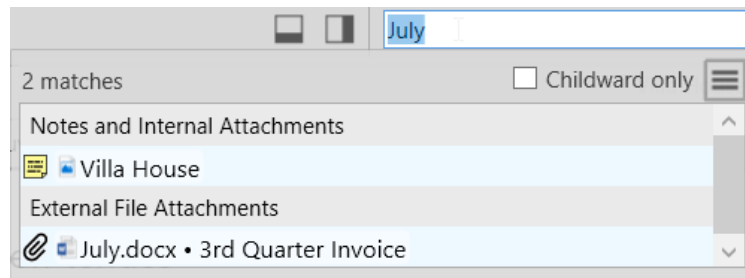 July
2 matches
Childward only
Notes and Internal Attachments
Villa House
External File Attachments
July.docx • 3rd Quarter Invoice